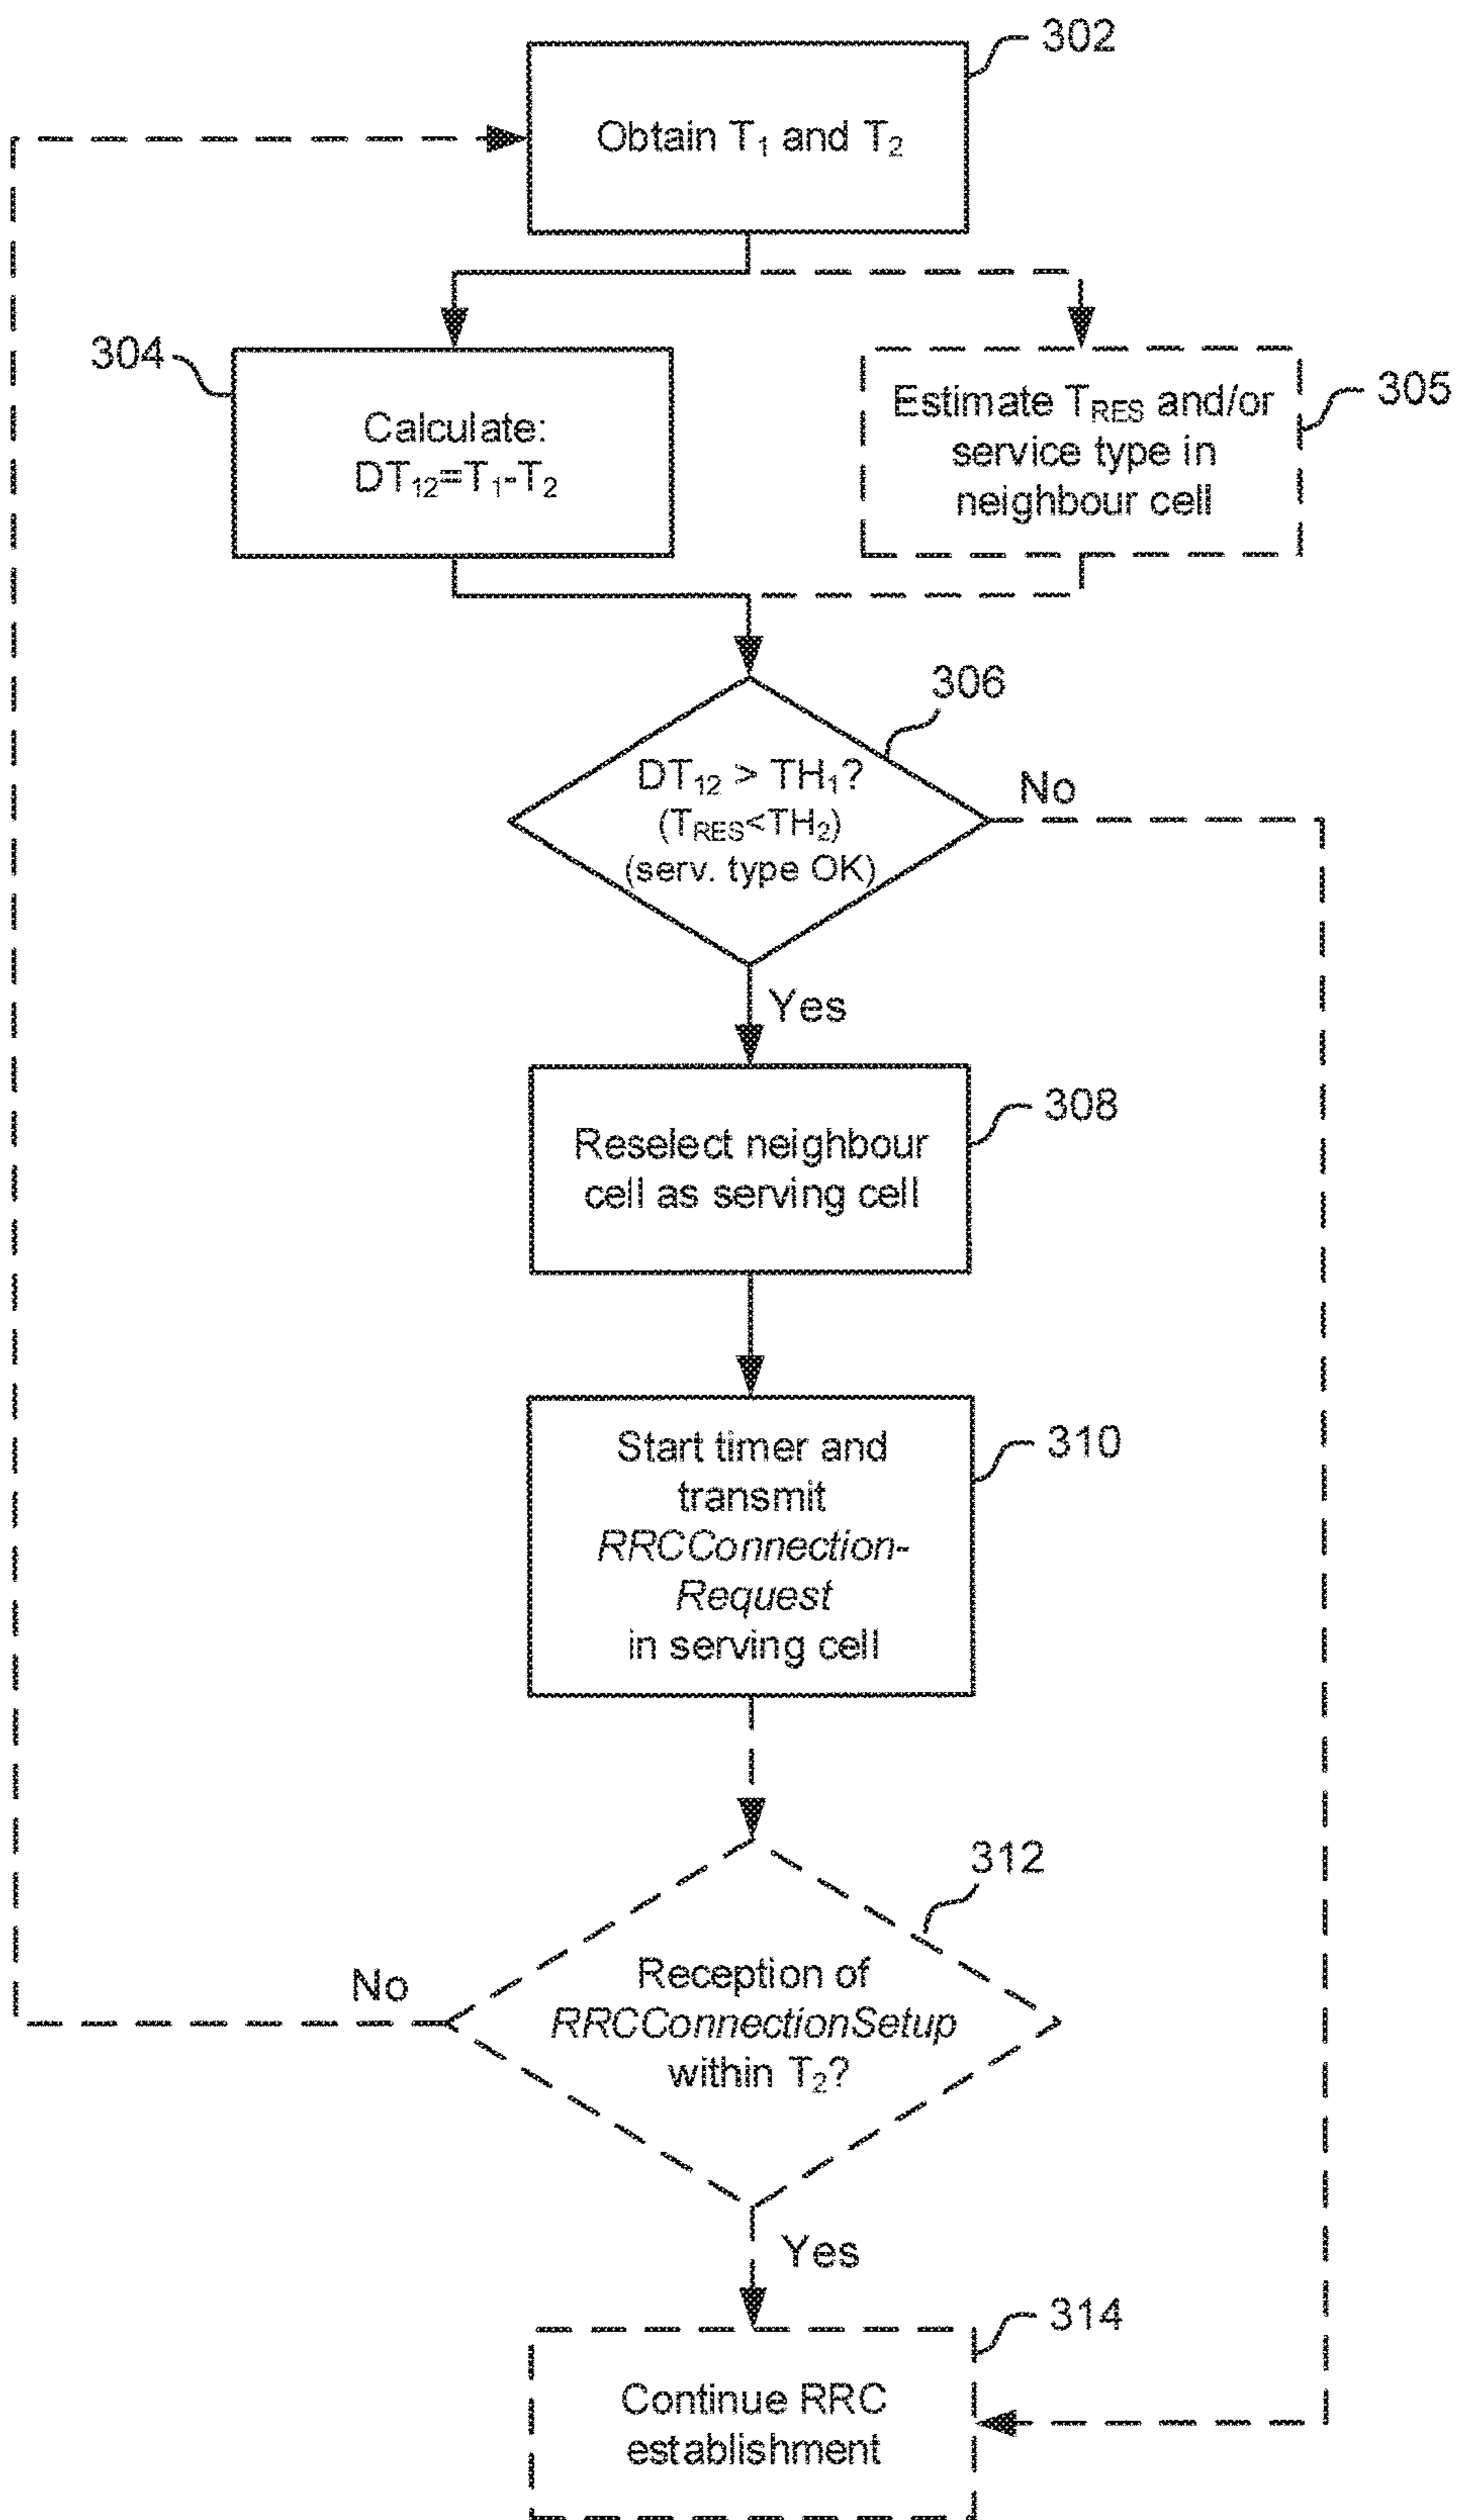 302
Obtain T₁ and T₂
304
Calculate:
DT₁₂=T₁-T₂
305
Estimate T_RES and/or
service type in
neighbour cell
306
DT₁₂ > TH₁?
(T_RES<TH₂)
(serv. type OK)
No
Yes
308
Reselect neighbour
cell as serving cell
310
Start timer and
transmit
RRCConnection-
Request
in serving cell
312
Reception of
RRCConnectionSetup
within T₂?
No
Yes
314
Continue RRC
establishment